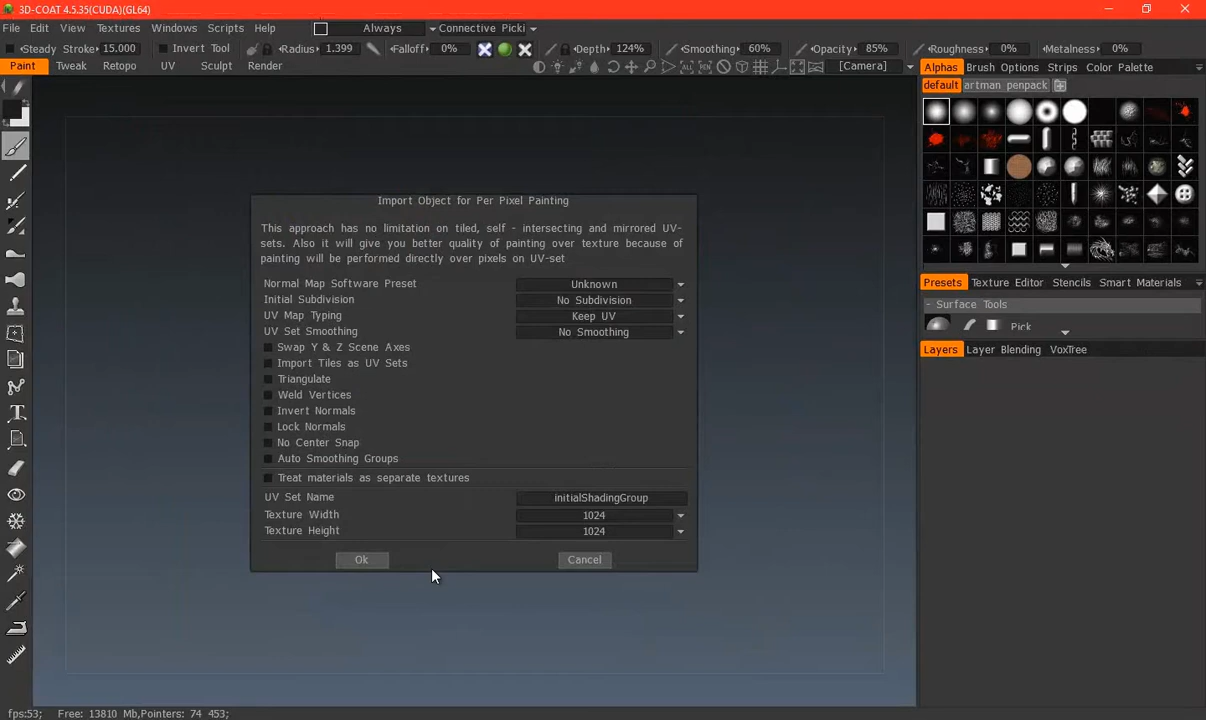 3D-COAT 4.5.35(CUDA)(GL64)
File Edit View Textures Windows Scripts Help Always Connective Picki
Steady Stroke 15.000 Invert Tool Radius 1.399 Falloff 0% Depth 124% Smoothing 60% Opacity 85% Roughness 0% Metalness 0%
Paint Tweak Retopo UV Sculpt Render [Camera] Alphas Brush Options Strips Color Palette
default artman penpack
Import Object for Per Pixel Painting
This approach has no limitation on tiled, self - intersecting and mirrored UV-
sets. Also it will give you better quality of painting over texture because of
painting will be performed directly over pixels on UV-set
Normal Map Software Preset Unknown
Initial Subdivision No Subdivision
UV Map Typing Keep UV
UV Set Smoothing No Smoothing
Swap Y & Z Scene Axes
Import Tiles as UV Sets
Triangulate
Weld Vertices
Invert Normals
Lock Normals
No Center Snap
Auto Smoothing Groups
Treat materials as separate textures
UV Set Name initialShadingGroup
Texture Width 1024
Texture Height 1024
Ok Cancel
Presets Texture Editor Stencils Smart Materials
- Surface Tools
Pick
Layers Layer Blending VoxTree
fps:53; Free: 13810 Mb,Pointers: 74 453;